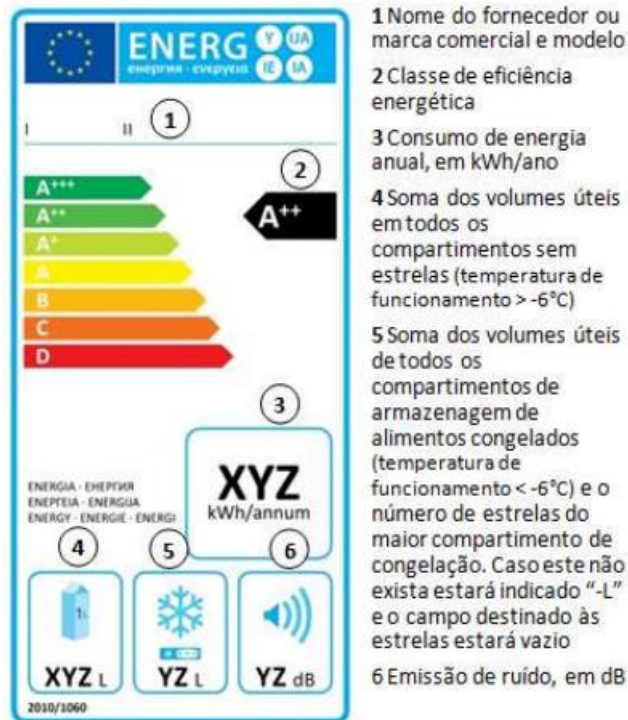 ENERG
енергия · ενεργεια
Y
UA
IE
IA
I
II
1
2
A+++
A++
A+
A
B
C
D
A++
3
XYZ
kWh/annum
ENERGIA · ЕНЕРГИЯ
ΕΝΕΡΓΕΙΑ · ENERGIJA
ENERGY · ENERGIE · ENERGI
4
5
6
1L
XYZ L
YZ L
YZ dB
2010/1060
1 Nome do fornecedor ou
marca comercial e modelo
2 Classe de eficiência
energética
3 Consumo de energia
anual, em kWh/ano
4 Soma dos volumes úteis
em todos os
compartimentos sem
estrelas (temperatura de
funcionamento > -6°C)
5 Soma dos volumes úteis
de todos os
compartimentos de
armazenagem de
alimentos congelados
(temperatura de
funcionamento < -6°C) e o
número de estrelas do
maior compartimento de
congelação. Caso este não
exista estará indicado “-L”
e o campo destinado às
estrelas estará vazio
6 Emissão de ruído, em dB